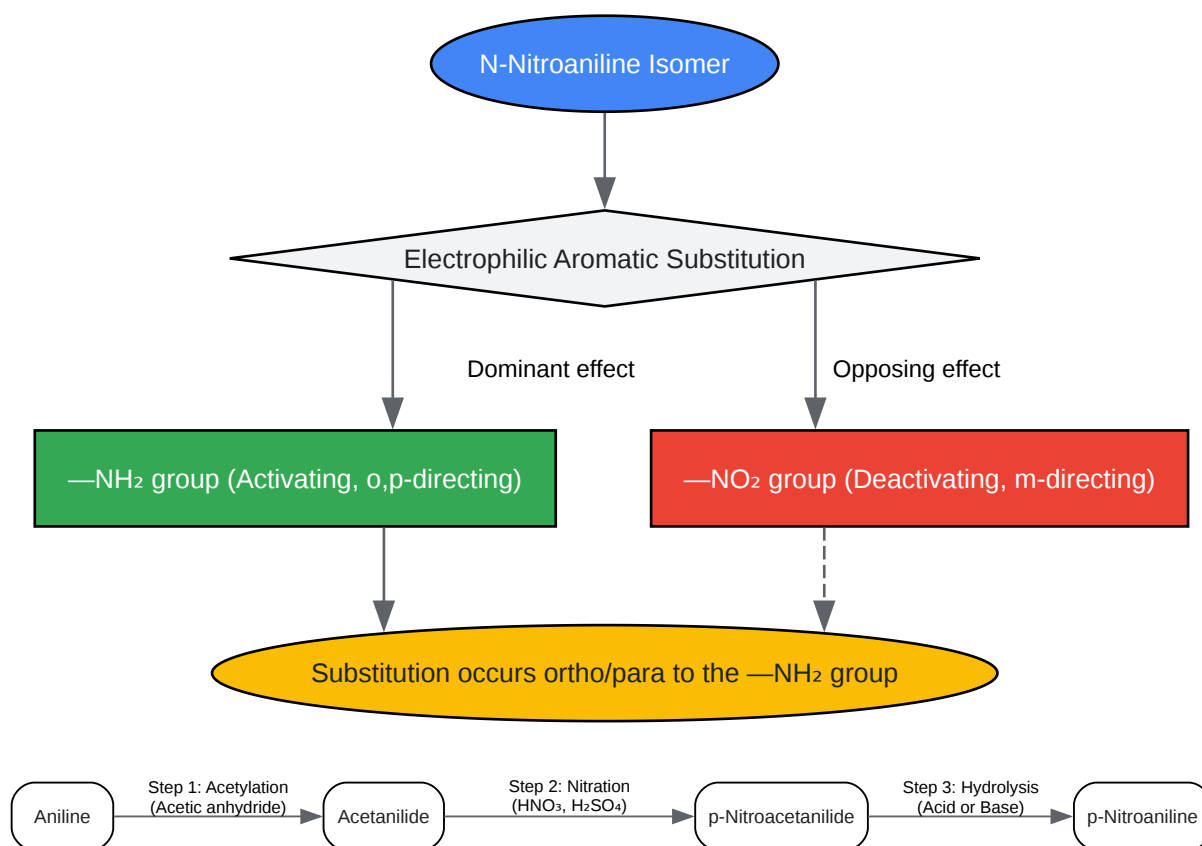 N-Nitroaniline Isomer
Electrophilic Aromatic Substitution
Dominant effect
Opposing effect
—NH₂ group (Activating, o,p-directing)
—NO₂ group (Deactivating, m-directing)
Substitution occurs ortho/para to the —NH₂ group
Aniline
Step 1: Acetylation
(Acetic anhydride)
Acetanilide
Step 2: Nitration
(HNO₃, H₂SO₄)
p-Nitroacetanilide
Step 3: Hydrolysis
(Acid or Base)
p-Nitroaniline